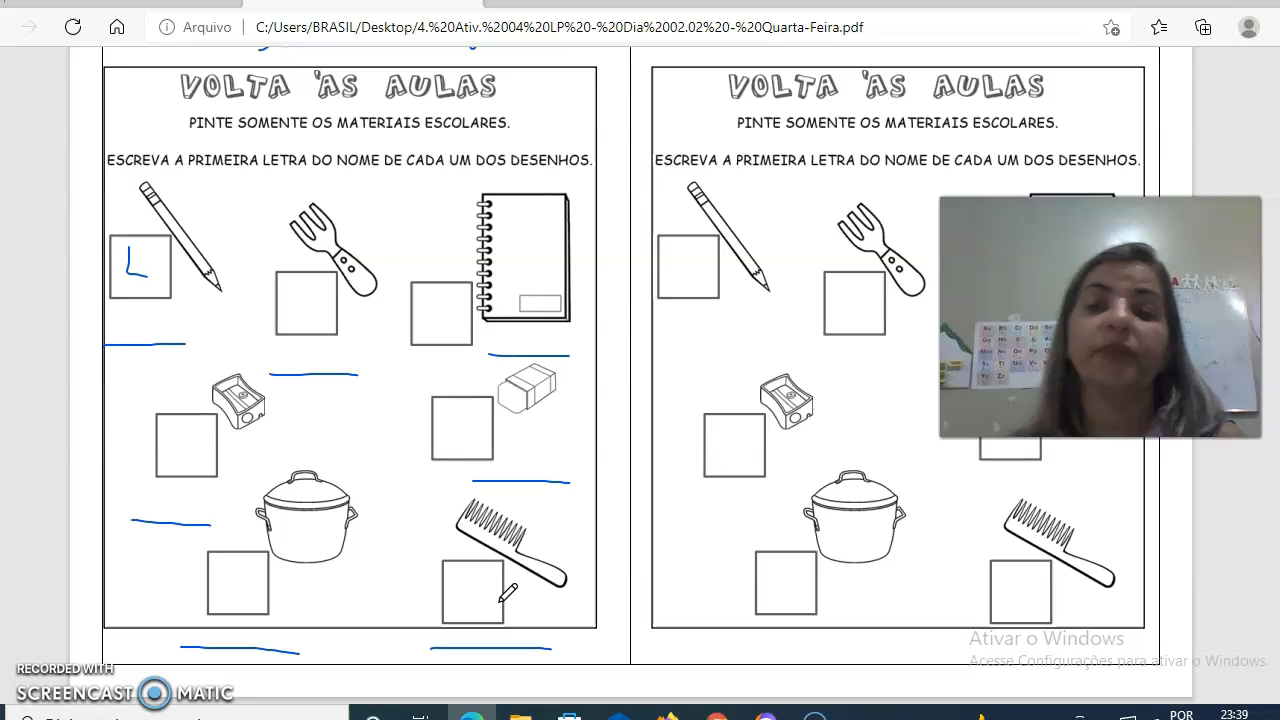 Arquivo C:/Users/BRASIL/Desktop/4.%20Ativ.%2004%20LP%20-%20Dia%2002.02%20-%20Quarta-Feira.pdf
VOLTA 'ÀS AULAS
PINTE SOMENTE OS MATERIAIS ESCOLARES.
ESCREVA A PRIMEIRA LETRA DO NOME DE CADA UM DOS DESENHOS.
L
VOLTA 'ÀS AULAS
PINTE SOMENTE OS MATERIAIS ESCOLARES.
ESCREVA A PRIMEIRA LETRA DO NOME DE CADA UM DOS DESENHOS.
Ativar o Windows
Acesse Configurações para ativar o Windows.
RECORDED WITH
SCREENCAST MATIC
POR
23:39